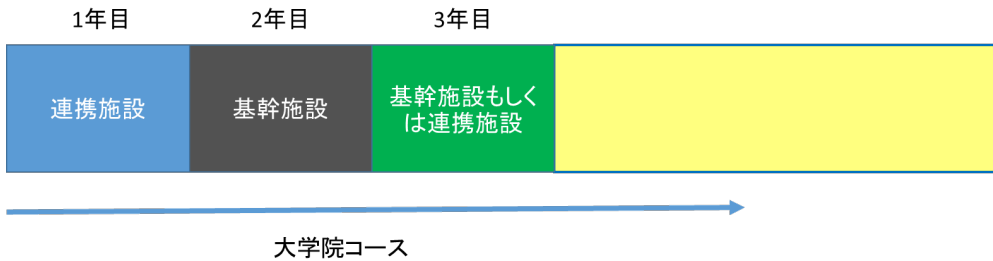 1年目
2年目
3年目
連携施設
基幹施設
基幹施設もしく
は連携施設
大学院コース